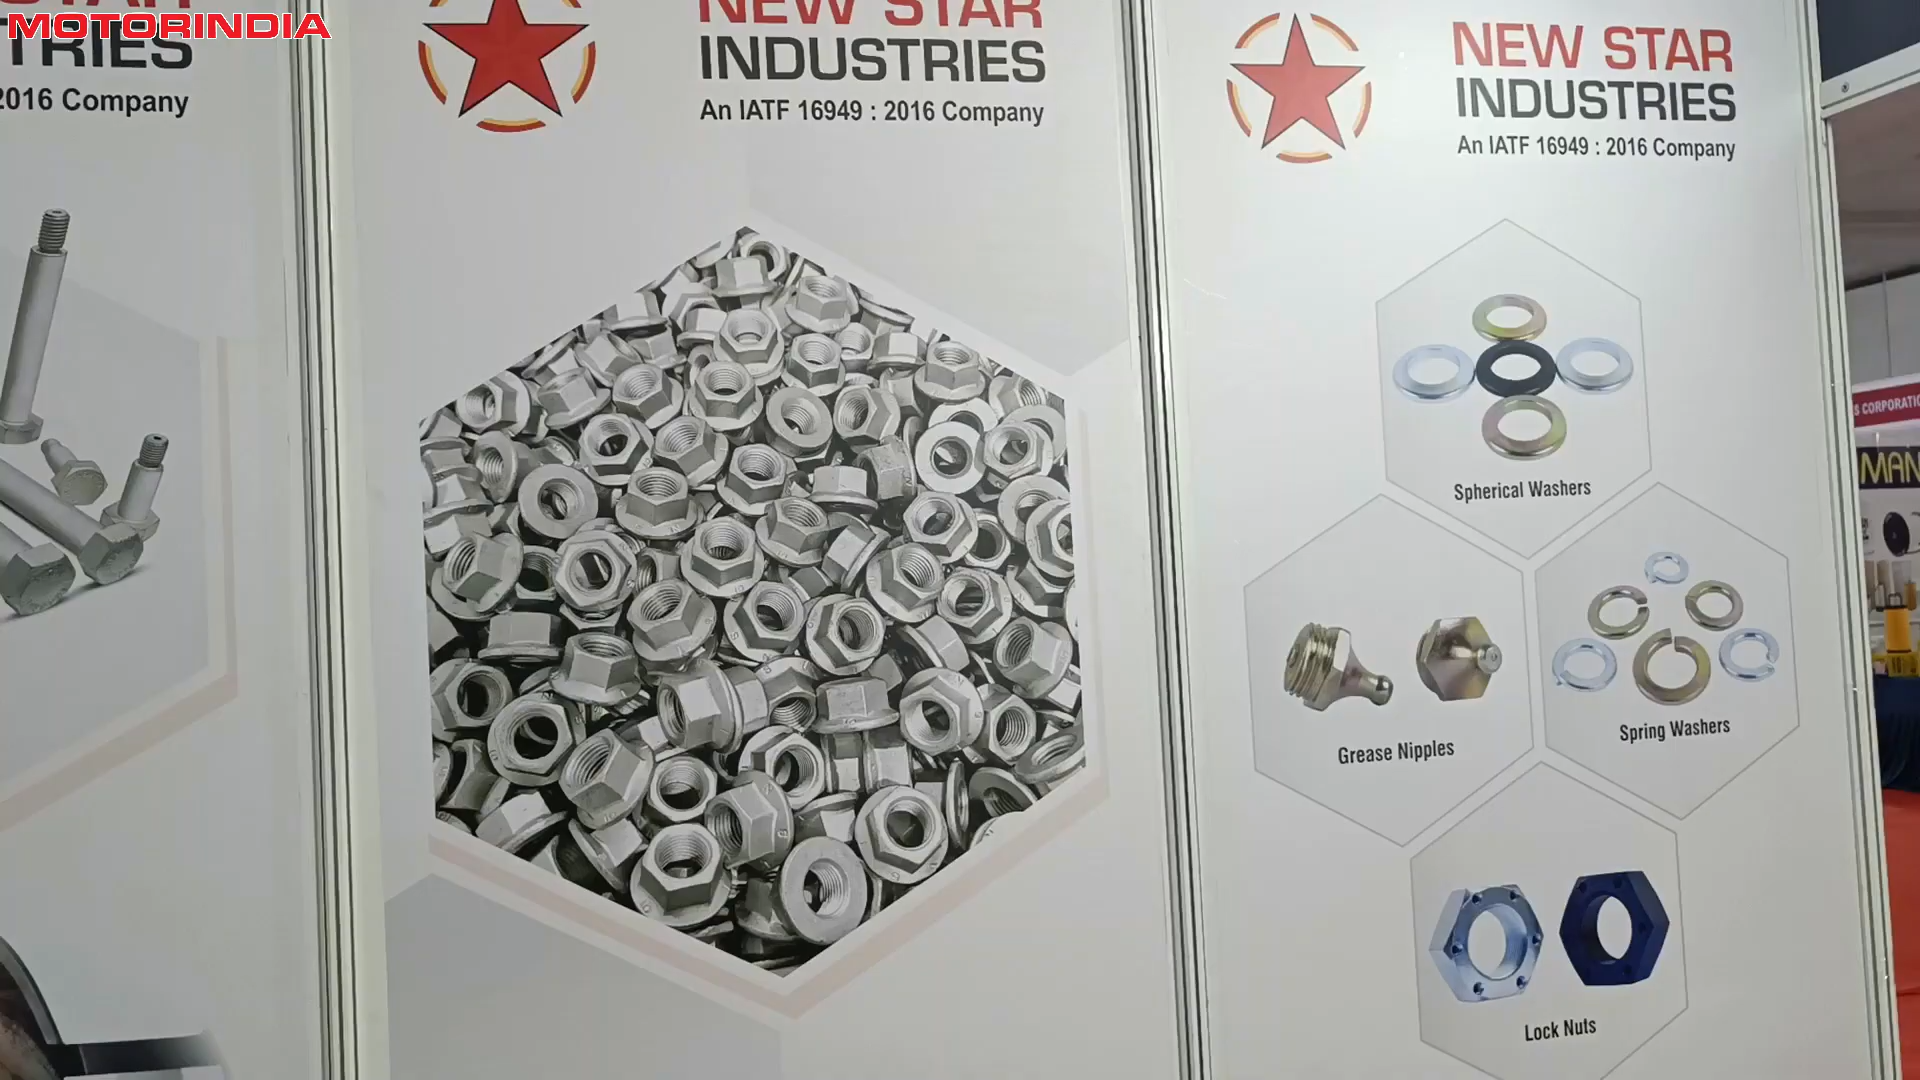 MOTORINDIA
STAR
TRIES
2016 Company
NEW STAR
INDUSTRIES
An IATF 16949 : 2016 Company
NEW STAR
INDUSTRIES
An IATF 16949 : 2016 Company
Spherical Washers
Grease Nipples
Spring Washers
Lock Nuts
S CORPORATIO
MAN